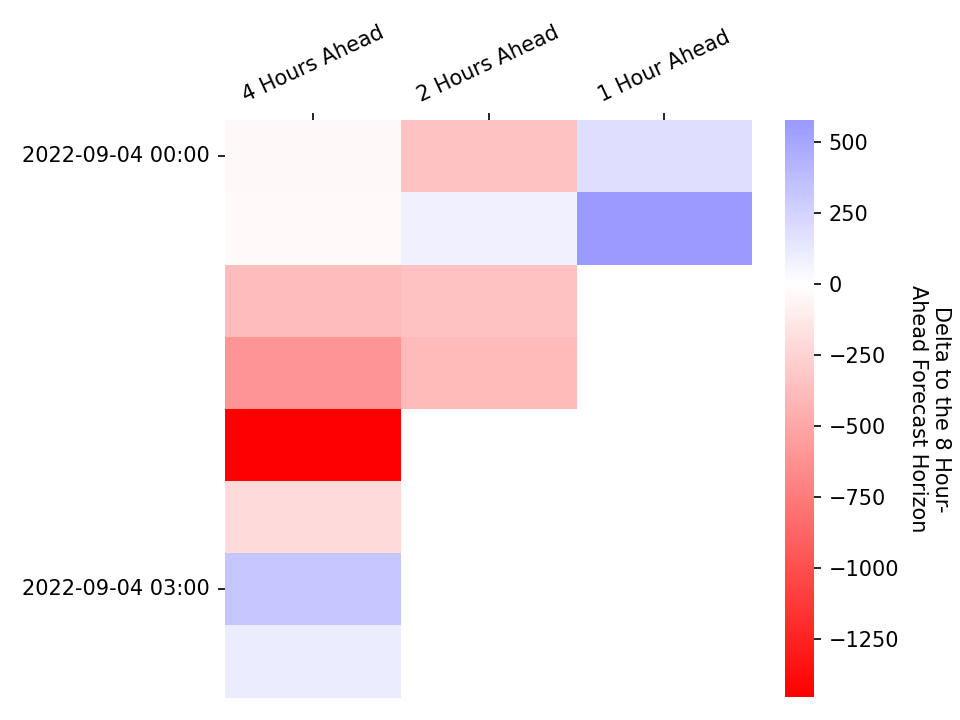 4 Hours Ahead
2 Hours Ahead
1 Hour Ahead
2022-09-04 00:00
2022-09-04 03:00
500
250
0
−250
−500
−750
−1000
−1250
Delta to the 8 Hour-
Ahead Forecast Horizon